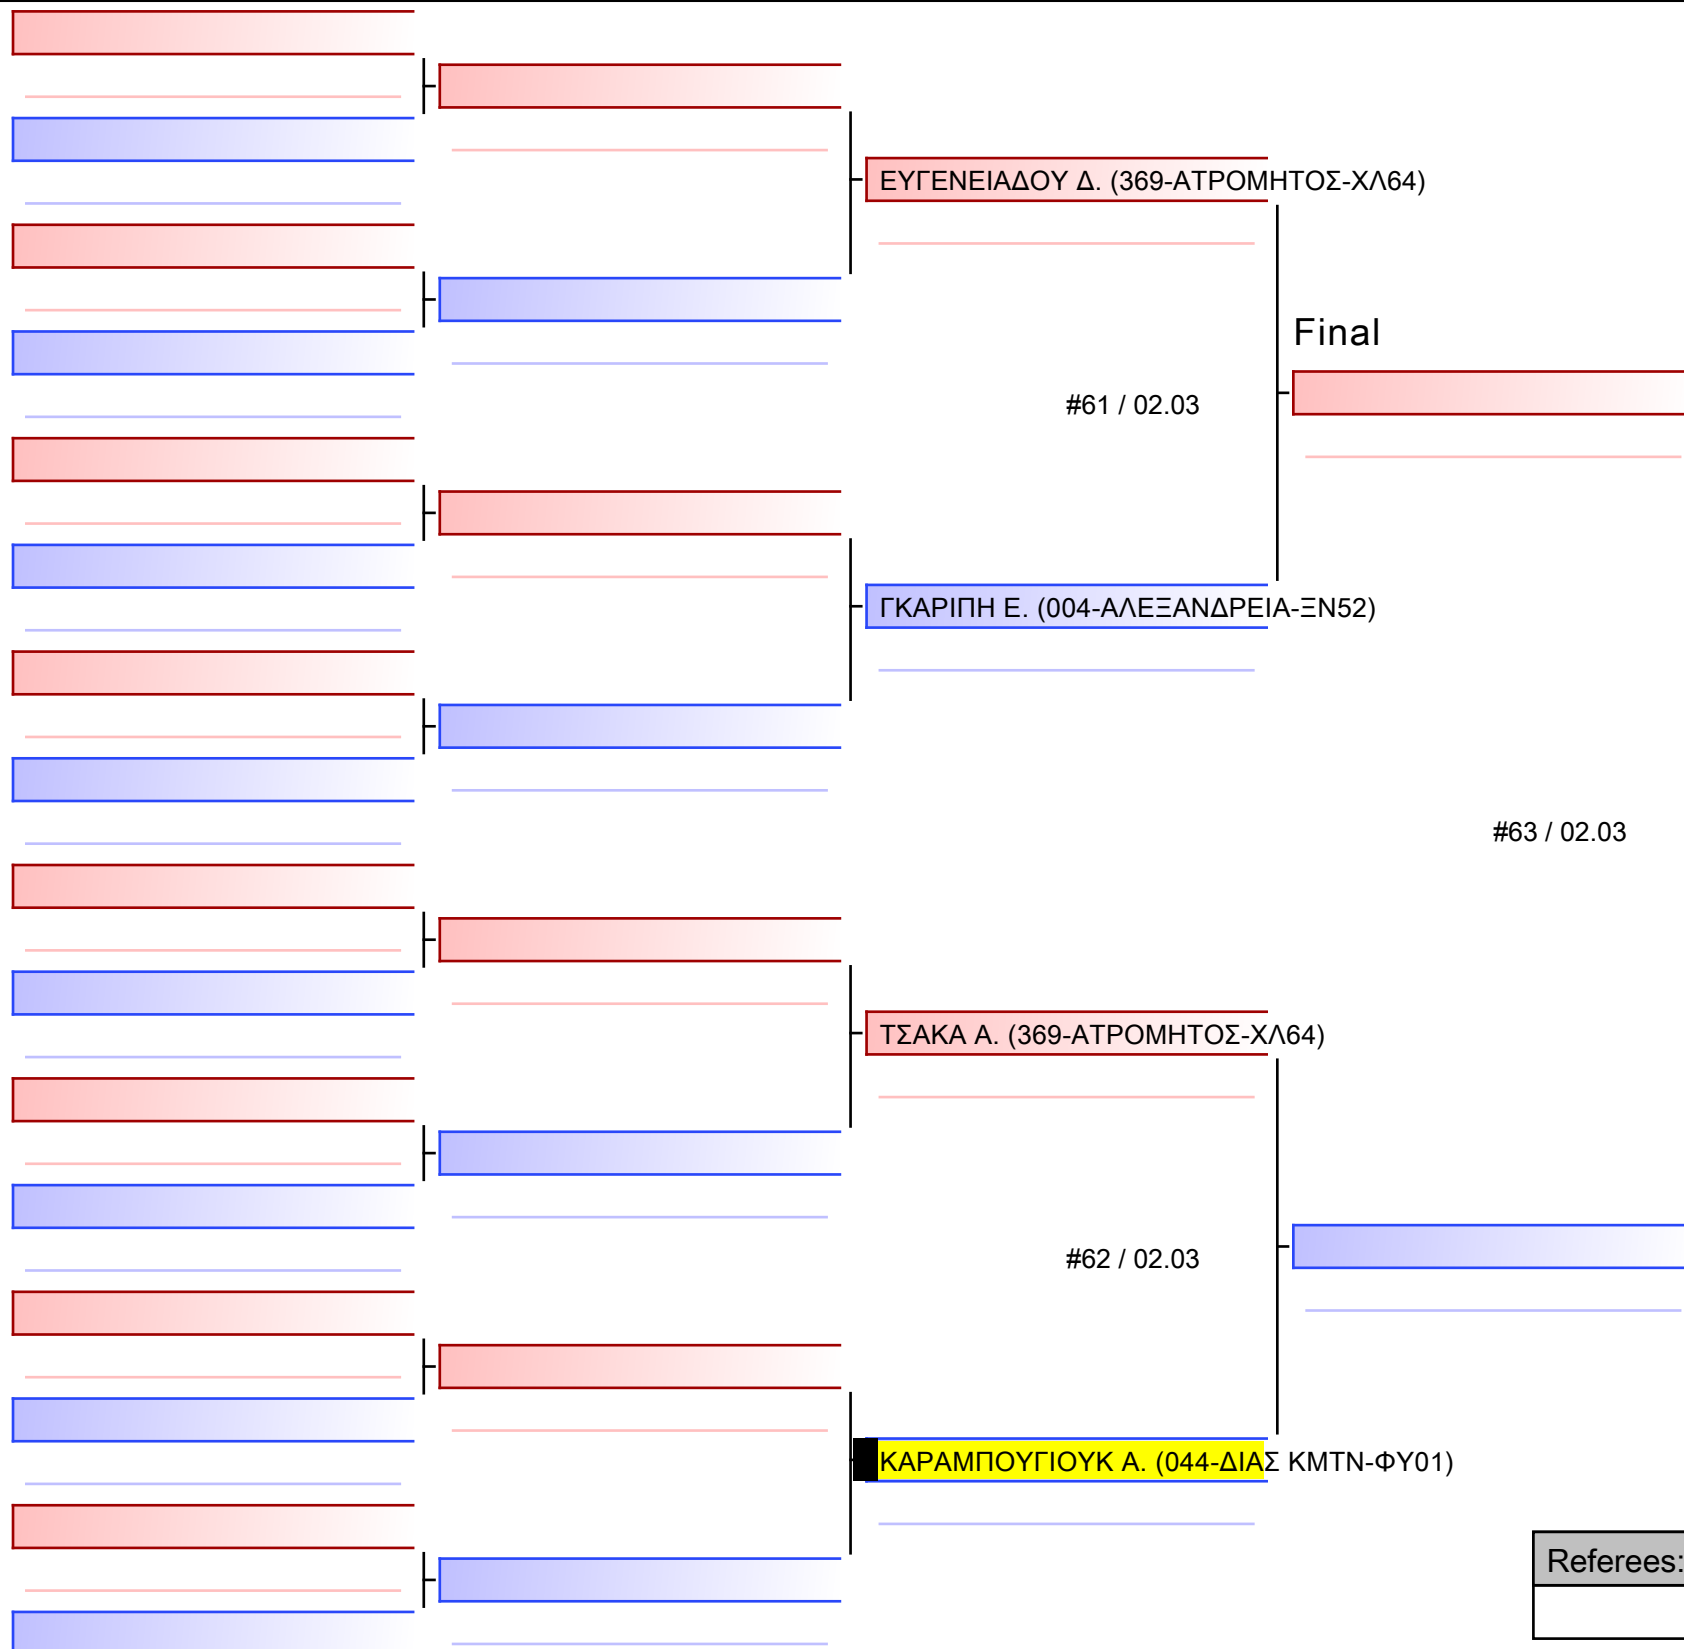 ΕΥΓΕΝΕΙΑΔΟΥ Δ. (369-ΑΤΡΟΜΗΤΟΣ-ΧΛ64)
Final
#61 / 02.03
ΓΚΑΡΙΠΗ Ε. (004-ΑΛΕΞΑΝΔΡΕΙΑ-ΞΝ52)
#63 / 02.03
ΤΣΑΚΑ Α. (369-ΑΤΡΟΜΗΤΟΣ-ΧΛ64)
#62 / 02.03
ΚΑΡΑΜΠΟΥΓΙΟΥΚ Α. (044-ΔΙΑΣ ΚΜΤΝ-ΦΥ01)
Referees: